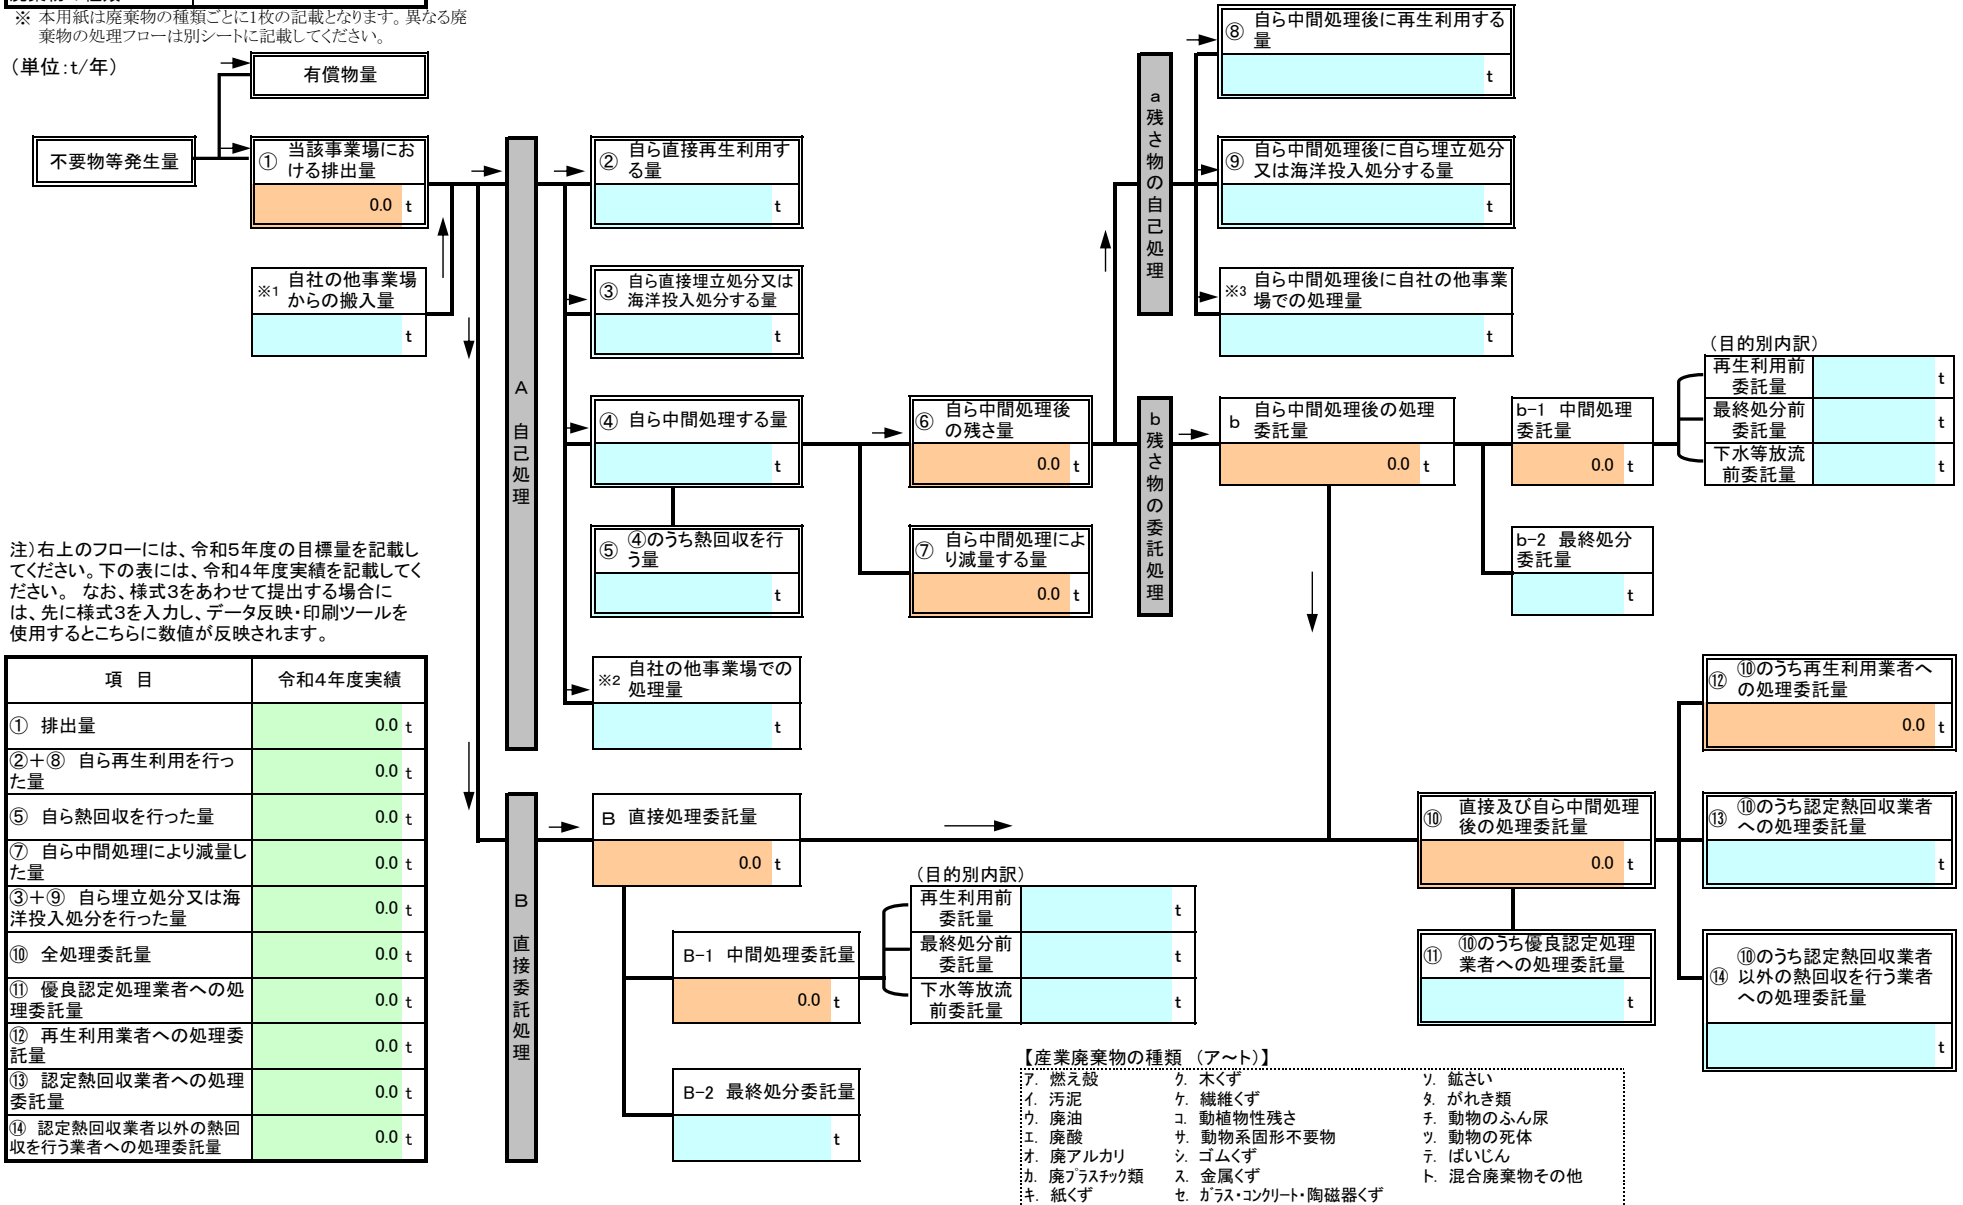 ※ 本用紙は廃棄物の種類ごとに1枚の記載となります。異なる廃
棄物の処理フローは別シートに記載してください。
（単位：t/年）
有償物量
不要物等発生量
① 当該事業場にお
ける排出量
0.0 t
※1 自社の他事業場
からの搬入量
t
A 自己処理
② 自ら直接再生利用す
る量
t
③ 自ら直接埋立処分又は
海洋投入処分する量
t
④ 自ら中間処理する量
t
⑤ ④のうち熱回収を行
う量
t
※2 自社の他事業場での
処理量
t
⑥ 自ら中間処理後
の残さ量
0.0 t
⑦ 自ら中間処理によ
り減量する量
0.0 t
a 残さ物の自己処理
⑧ 自ら中間処理後に再生利用する
量
t
⑨ 自ら中間処理後に自ら埋立処分
又は海洋投入処分する量
t
※3 自ら中間処理後に自社の他事業
場での処理量
t
b 残さ物の委託処理
b 自ら中間処理後の処理
委託量
0.0 t
b-1 中間処理
委託量
0.0 t
（目的別内訳）
再生利用前
委託量
t
最終処分前
委託量
t
下水等放流
前委託量
t
b-2 最終処分
委託量
t
注）右上のフローには、令和5年度の目標量を記載し
てください。下の表には、令和4年度実績を記載してく
ださい。 なお、様式3をあわせて提出する場合に
は、先に様式3を入力し、データ反映・印刷ツールを
使用するとこちらに数値が反映されます。
項 目 令和4年度実績
① 排出量 0.0 t
②＋⑧ 自ら再生利用を行っ
た量 0.0 t
⑤ 自ら熱回収を行った量 0.0 t
⑦ 自ら中間処理により減量し
た量 0.0 t
③＋⑨ 自ら埋立処分又は海
洋投入処分を行った量 0.0 t
⑩ 全処理委託量 0.0 t
⑪ 優良認定処理業者への処
理委託量 0.0 t
⑫ 再生利用業者への処理委
託量 0.0 t
⑬ 認定熱回収業者への処理
委託量 0.0 t
⑭ 認定熱回収業者以外の熱回
収を行う業者への処理委託量 0.0 t
B 直接委託処理
B 直接処理委託量
0.0 t
B-1 中間処理委託量
0.0 t
（目的別内訳）
再生利用前
委託量
t
最終処分前
委託量
t
下水等放流
前委託量
t
B-2 最終処分委託量
t
⑩ 直接及び自ら中間処理
後の処理委託量
0.0 t
⑪ ⑩のうち優良認定処理
業者への処理委託量
t
⑫ ⑩のうち再生利用業者へ
の処理委託量
0.0 t
⑬ ⑩のうち認定熱回収業者
への処理委託量
t
⑭ ⑩のうち認定熱回収業者
以外の熱回収を行う業者
への処理委託量
t
【産業廃棄物の種類 （ア～ト）】
ア. 燃え殻
イ. 汚泥
ウ. 廃油
エ. 廃酸
オ. 廃アルカリ
カ. 廃プラスチック類
キ. 紙くず
ク. 木くず
ケ. 繊維くず
コ. 動植物性残さ
サ. 動物系固形不要物
シ. ゴムくず
ス. 金属くず
セ. ガラス・コンクリート・陶磁器くず
ソ. 鉱さい
タ. がれき類
チ. 動物のふん尿
ツ. 動物の死体
テ. ばいじん
ト. 混合廃棄物その他